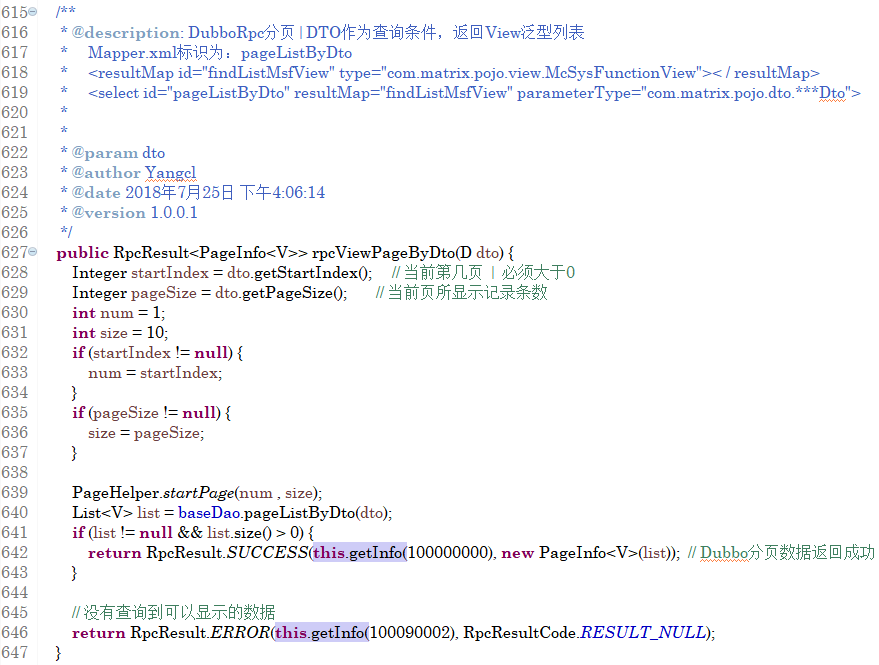 615 /**
616 * @description: DubboRpc分页 | DTO作为查询条件，返回View泛型列表
617 *    Mapper.xml标识为：pageListByDto
618 *    <resultMap id="findListMsfView" type="com.matrix.pojo.view.McSysFunctionView"></resultMap>
619 *    <select id="pageListByDto" resultMap="findListMsfView" parameterType="com.matrix.pojo.dto.***Dto">
620 *
621 *
622 * @param dto
623 * @author Yangcl
624 * @date 2018年7月25日 下午4:06:14
625 * @version 1.0.0.1
626 */
627 public RpcResult<PageInfo<V>> rpcViewPageByDto(D dto) {
628 Integer startIndex = dto.getStartIndex();    // 当前第几页 | 必须大于0
629 Integer pageSize = dto.getPageSize();    // 当前页所显示记录条数
630 int num = 1;
631 int size = 10;
632 if (startIndex != null) {
633 num = startIndex;
634 }
635 if (pageSize != null) {
636 size = pageSize;
637 }
638
639 PageHelper.startPage(num , size);
640 List<V> list = baseDao.pageListByDto(dto);
641 if (list != null && list.size() > 0) {
642 return RpcResult.SUCCESS(this.getInfo(100000000), new PageInfo<V>(list)); // Dubbo分页数据返回成功
643 }
644
645 // 没有查询到可以显示的数据
646 return RpcResult.ERROR(this.getInfo(100090002), RpcResultCode.RESULT_NULL);
647 }